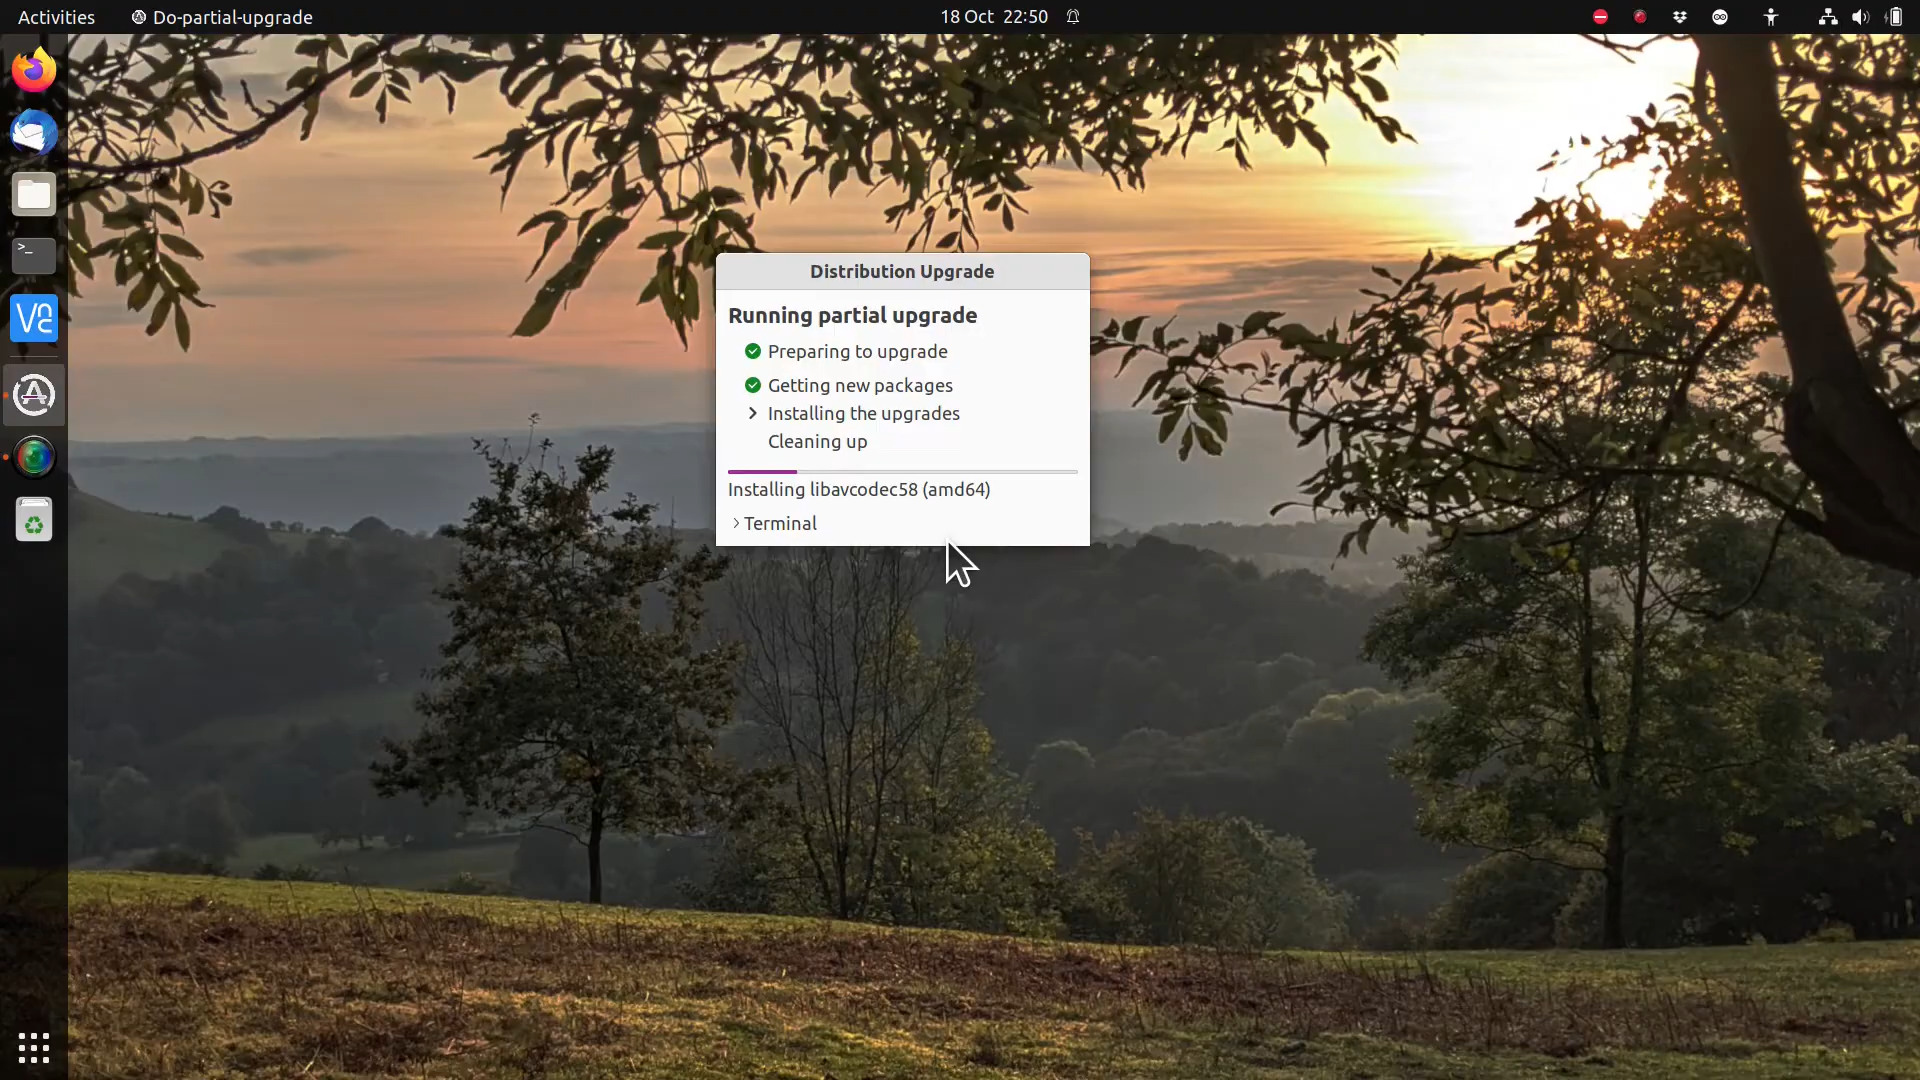 Activities
Do-partial-upgrade
18 Oct 22:50
>_
VNC
Distribution Upgrade
Running partial upgrade
Preparing to upgrade
Getting new packages
Installing the upgrades
Cleaning up
Installing libavcodec58 (amd64)
Terminal